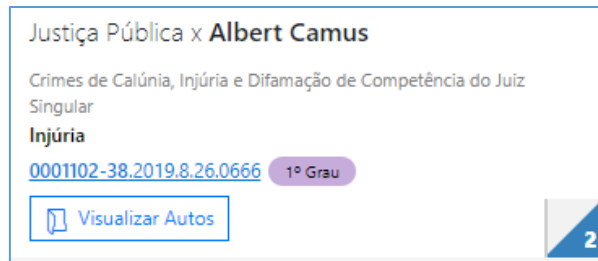 Justiça Pública x Albert Camus
Crimes de Calúnia, Injúria e Difamação de Competência do Juiz
Singular
Injúria
0001102-38.2019.8.26.0666 1º Grau
Visualizar Autos
2